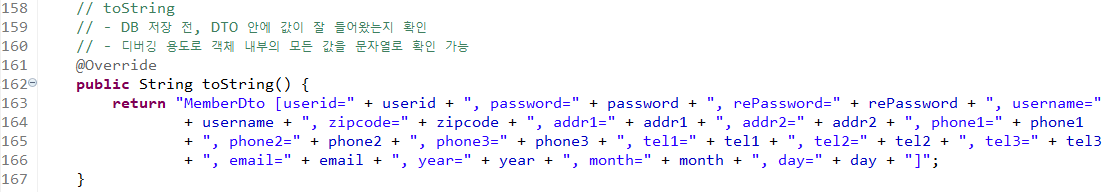 158 // toString
159 // - DB 저장 전, DTO 안에 값이 잘 들어왔는지 확인
160 // - 디버깅 용도로 객체 내부의 모든 값을 문자열로 확인 가능
161 @Override
162 public String toString() {
163 return "MemberDto [userid=" + userid + ", password=" + password + ", rePassword=" + rePassword + ", username="
164 + username + ", zipcode=" + zipcode + ", addr1=" + addr1 + ", addr2=" + addr2 + ", phone1=" + phone1
165 + ", phone2=" + phone2 + ", phone3=" + phone3 + ", tel1=" + tel1 + ", tel2=" + tel2 + ", tel3=" + tel3
166 + ", email=" + email + ", year=" + year + ", month=" + month + ", day=" + day + "]";
167 }